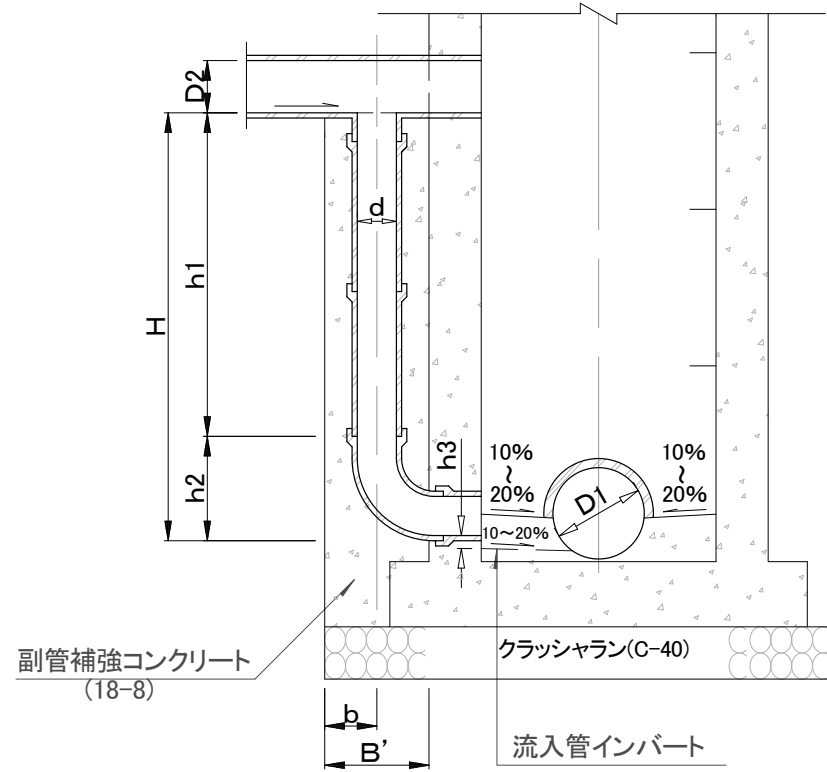 D2
d
h1
H
h2
h3
10%
~
20%
10%
~
20%
D1
10~20%
副管補強コンクリート
(18-8)
クラッシャラン(C-40)
b
B'
流入管インバート